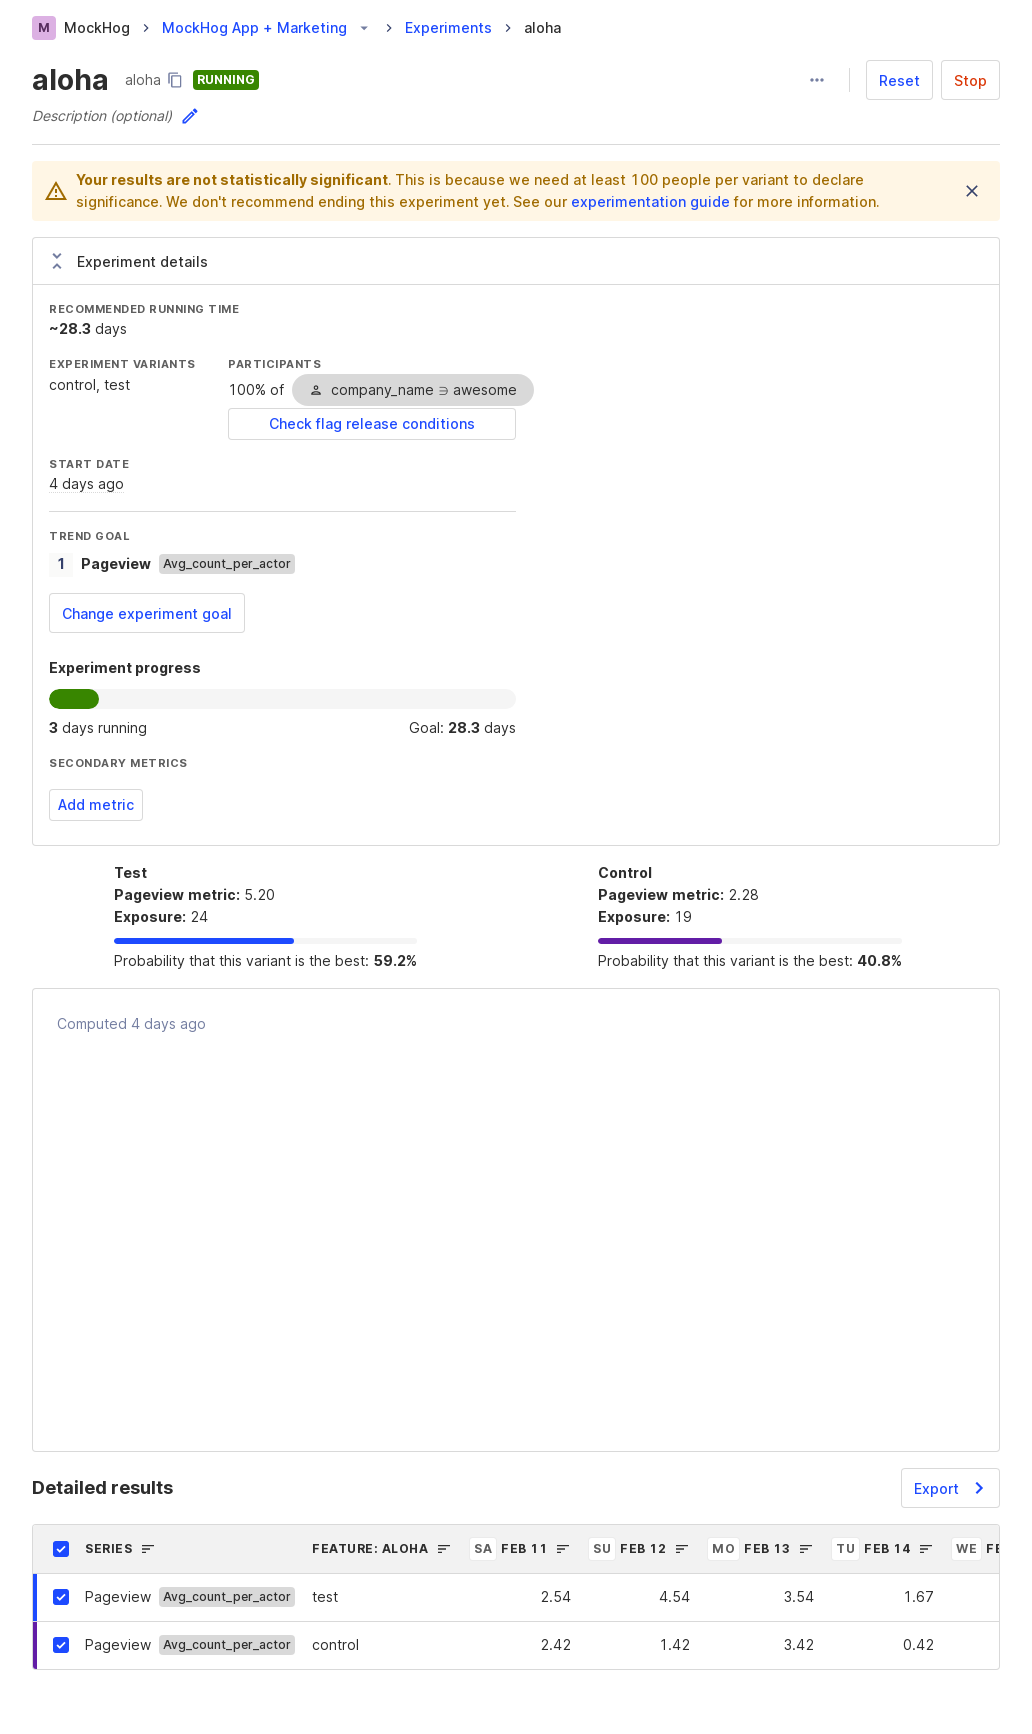 M MockHog MockHog App + Marketing Experiments aloha
aloha aloha RUNNING Reset Stop
Description (optional)
Your results are not statistically significant. This is because we need at least 100 people per variant to declare
significance. We don't recommend ending this experiment yet. See our experimentation guide for more information.
Experiment details
RECOMMENDED RUNNING TIME
~28.3 days
EXPERIMENT VARIANTS PARTICIPANTS
control, test 100% of company_name ∋ awesome
Check flag release conditions
START DATE
4 days ago
TREND GOAL
1 Pageview Avg_count_per_actor
Change experiment goal
Experiment progress
3 days running Goal: 28.3 days
SECONDARY METRICS
Add metric
Test
Pageview metric: 5.20
Exposure: 24
Probability that this variant is the best: 59.2%
Control
Pageview metric: 2.28
Exposure: 19
Probability that this variant is the best: 40.8%
Computed 4 days ago
Detailed results Export
SERIES FEATURE: ALOHA SA FEB 11 SU FEB 12 MO FEB 13 TU FEB 14 WE FE
Pageview Avg_count_per_actor test 2.54 4.54 3.54 1.67
Pageview Avg_count_per_actor control 2.42 1.42 3.42 0.42